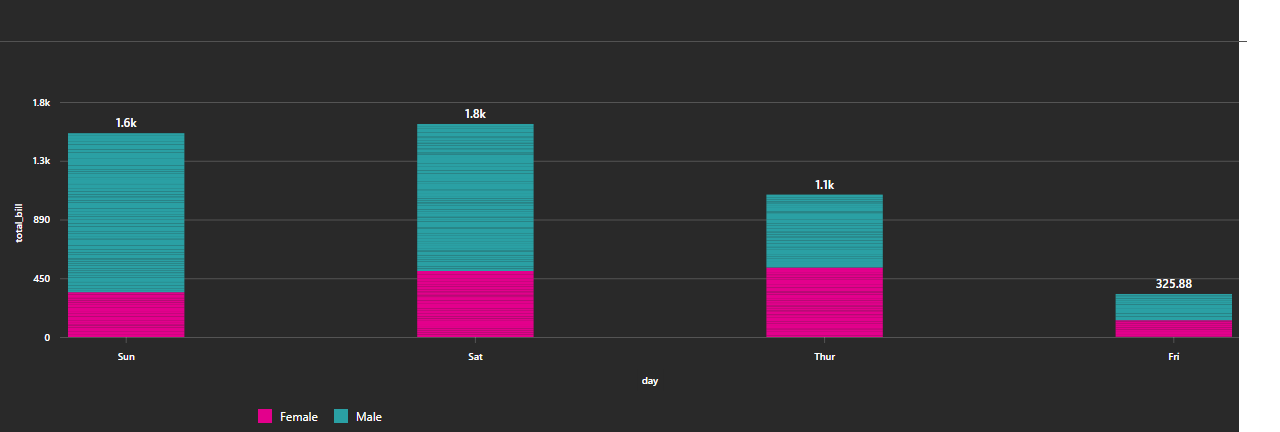 1.8k
1.3k
890
450
0
total_bill
1.6k
1.8k
1.1k
325.88
Sun Sat Thur Fri
day
Female Male